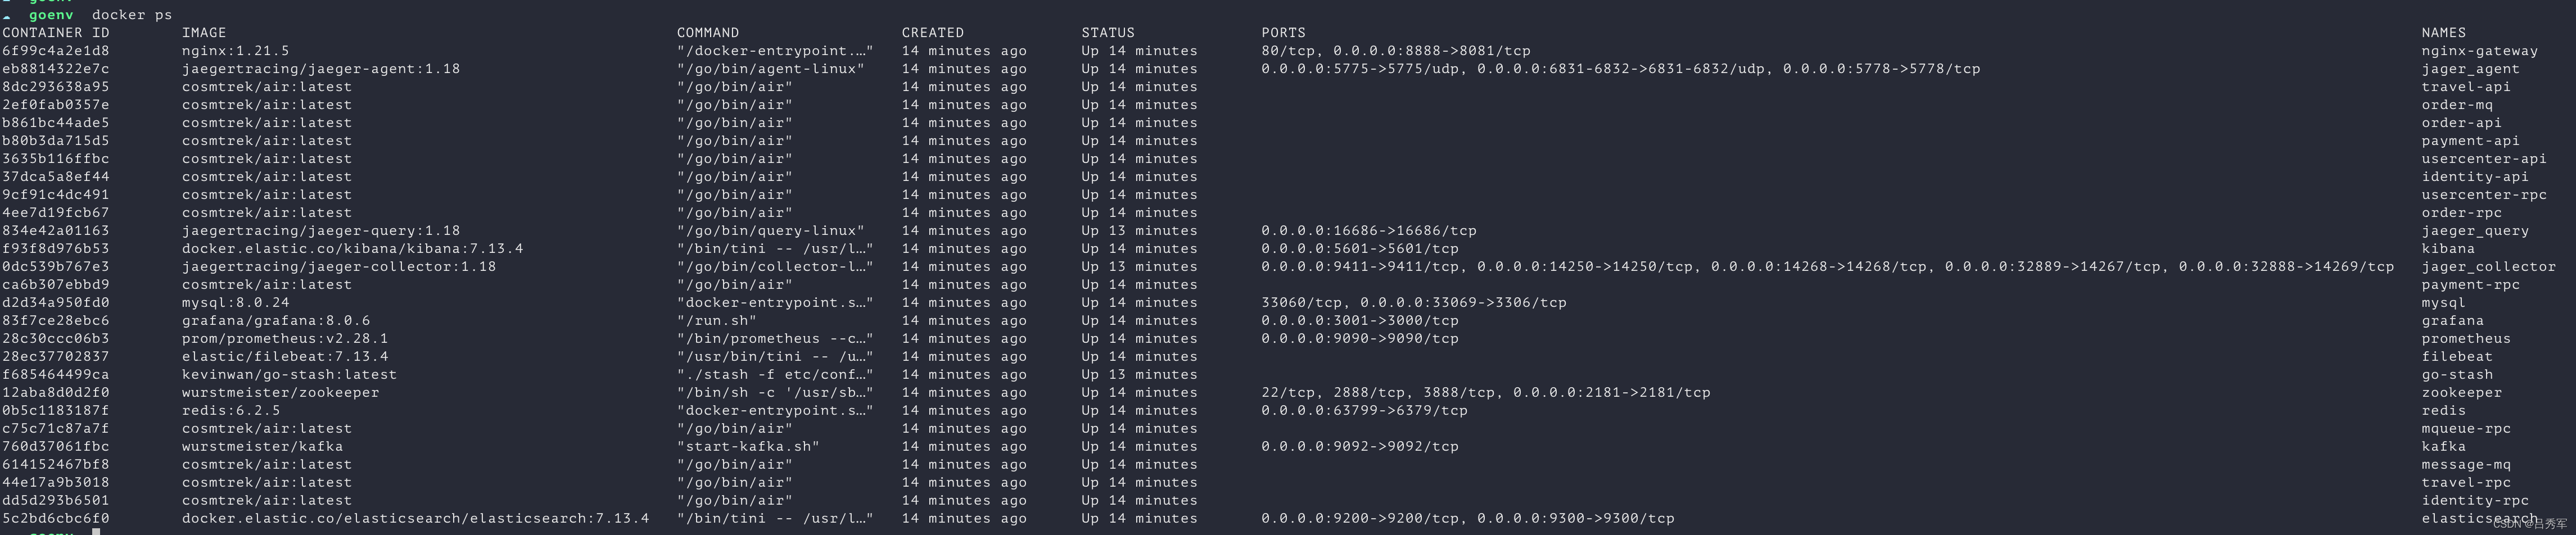 goenv docker ps
CONTAINER ID IMAGE COMMAND CREATED STATUS PORTS NAMES
6f99c4a2e1d8 nginx:1.21.5 "/docker-entrypoint.…" 14 minutes ago Up 14 minutes 80/tcp, 0.0.0.0:8888->8081/tcp nginx-gateway
eb8814322e7c jaegertracing/jaeger-agent:1.18 "/go/bin/agent-linux" 14 minutes ago Up 14 minutes 0.0.0.0:5775->5775/udp, 0.0.0.0:6831-6832->6831-6832/udp, 0.0.0.0:5778->5778/tcp jager_agent
8dc293638a95 cosmtrek/air:latest "/go/bin/air" 14 minutes ago Up 14 minutes travel-api
2ef0fab0357e cosmtrek/air:latest "/go/bin/air" 14 minutes ago Up 14 minutes order-mq
b861bc44ade5 cosmtrek/air:latest "/go/bin/air" 14 minutes ago Up 14 minutes order-api
b80b3da715d5 cosmtrek/air:latest "/go/bin/air" 14 minutes ago Up 14 minutes payment-api
3635b116ffbc cosmtrek/air:latest "/go/bin/air" 14 minutes ago Up 14 minutes usercenter-api
37dca5a8ef44 cosmtrek/air:latest "/go/bin/air" 14 minutes ago Up 14 minutes identity-api
9cf91c4dc491 cosmtrek/air:latest "/go/bin/air" 14 minutes ago Up 14 minutes usercenter-rpc
4ee7d19fcb67 cosmtrek/air:latest "/go/bin/air" 14 minutes ago Up 14 minutes order-rpc
834e42a01163 jaegertracing/jaeger-query:1.18 "/go/bin/query-linux" 14 minutes ago Up 13 minutes 0.0.0.0:16686->16686/tcp jaeger_query
f93f8d976b53 docker.elastic.co/kibana/kibana:7.13.4 "/bin/tini -- /usr/l…" 14 minutes ago Up 14 minutes 0.0.0.0:5601->5601/tcp kibana
0dc539b767e3 jaegertracing/jaeger-collector:1.18 "/go/bin/collector-l…" 14 minutes ago Up 13 minutes 0.0.0.0:9411->9411/tcp, 0.0.0.0:14250->14250/tcp, 0.0.0.0:14268->14268/tcp, 0.0.0.0:32889->14267/tcp, 0.0.0.0:32888->14269/tcp jager_collector
ca6b307ebbd9 cosmtrek/air:latest "/go/bin/air" 14 minutes ago Up 14 minutes payment-rpc
d2d34a950fd0 mysql:8.0.24 "docker-entrypoint.s…" 14 minutes ago Up 14 minutes 33060/tcp, 0.0.0.0:33069->3306/tcp mysql
83f7ce28ebc6 grafana/grafana:8.0.6 "/run.sh" 14 minutes ago Up 14 minutes 0.0.0.0:3001->3000/tcp grafana
28c30ccc06b3 prom/prometheus:v2.28.1 "/bin/prometheus --c…" 14 minutes ago Up 14 minutes 0.0.0.0:9090->9090/tcp prometheus
28ec37702837 elastic/filebeat:7.13.4 "/usr/bin/tini -- /u…" 14 minutes ago Up 14 minutes filebeat
f685464499ca kevinwan/go-stash:latest "./stash -f etc/conf…" 14 minutes ago Up 13 minutes go-stash
12aba8d0d2f0 wurstmeister/zookeeper "/bin/sh -c '/usr/sb…" 14 minutes ago Up 14 minutes 22/tcp, 2888/tcp, 3888/tcp, 0.0.0.0:2181->2181/tcp zookeeper
0b5c1183187f redis:6.2.5 "docker-entrypoint.s…" 14 minutes ago Up 14 minutes 0.0.0.0:63799->6379/tcp redis
c75c71c87a7f cosmtrek/air:latest "/go/bin/air" 14 minutes ago Up 14 minutes mqueue-rpc
760d37061fbc wurstmeister/kafka "start-kafka.sh" 14 minutes ago Up 14 minutes 0.0.0.0:9092->9092/tcp kafka
614152467bf8 cosmtrek/air:latest "/go/bin/air" 14 minutes ago Up 14 minutes message-mq
44e17a9b3018 cosmtrek/air:latest "/go/bin/air" 14 minutes ago Up 14 minutes travel-rpc
dd5d293b6501 cosmtrek/air:latest "/go/bin/air" 14 minutes ago Up 14 minutes identity-rpc
5c2bd6cbc6f0 docker.elastic.co/elasticsearch/elasticsearch:7.13.4 "/bin/tini -- /usr/l…" 14 minutes ago Up 14 minutes 0.0.0.0:9200->9200/tcp, 0.0.0.0:9300->9300/tcp elasticsearch
CSDN @吕秀军